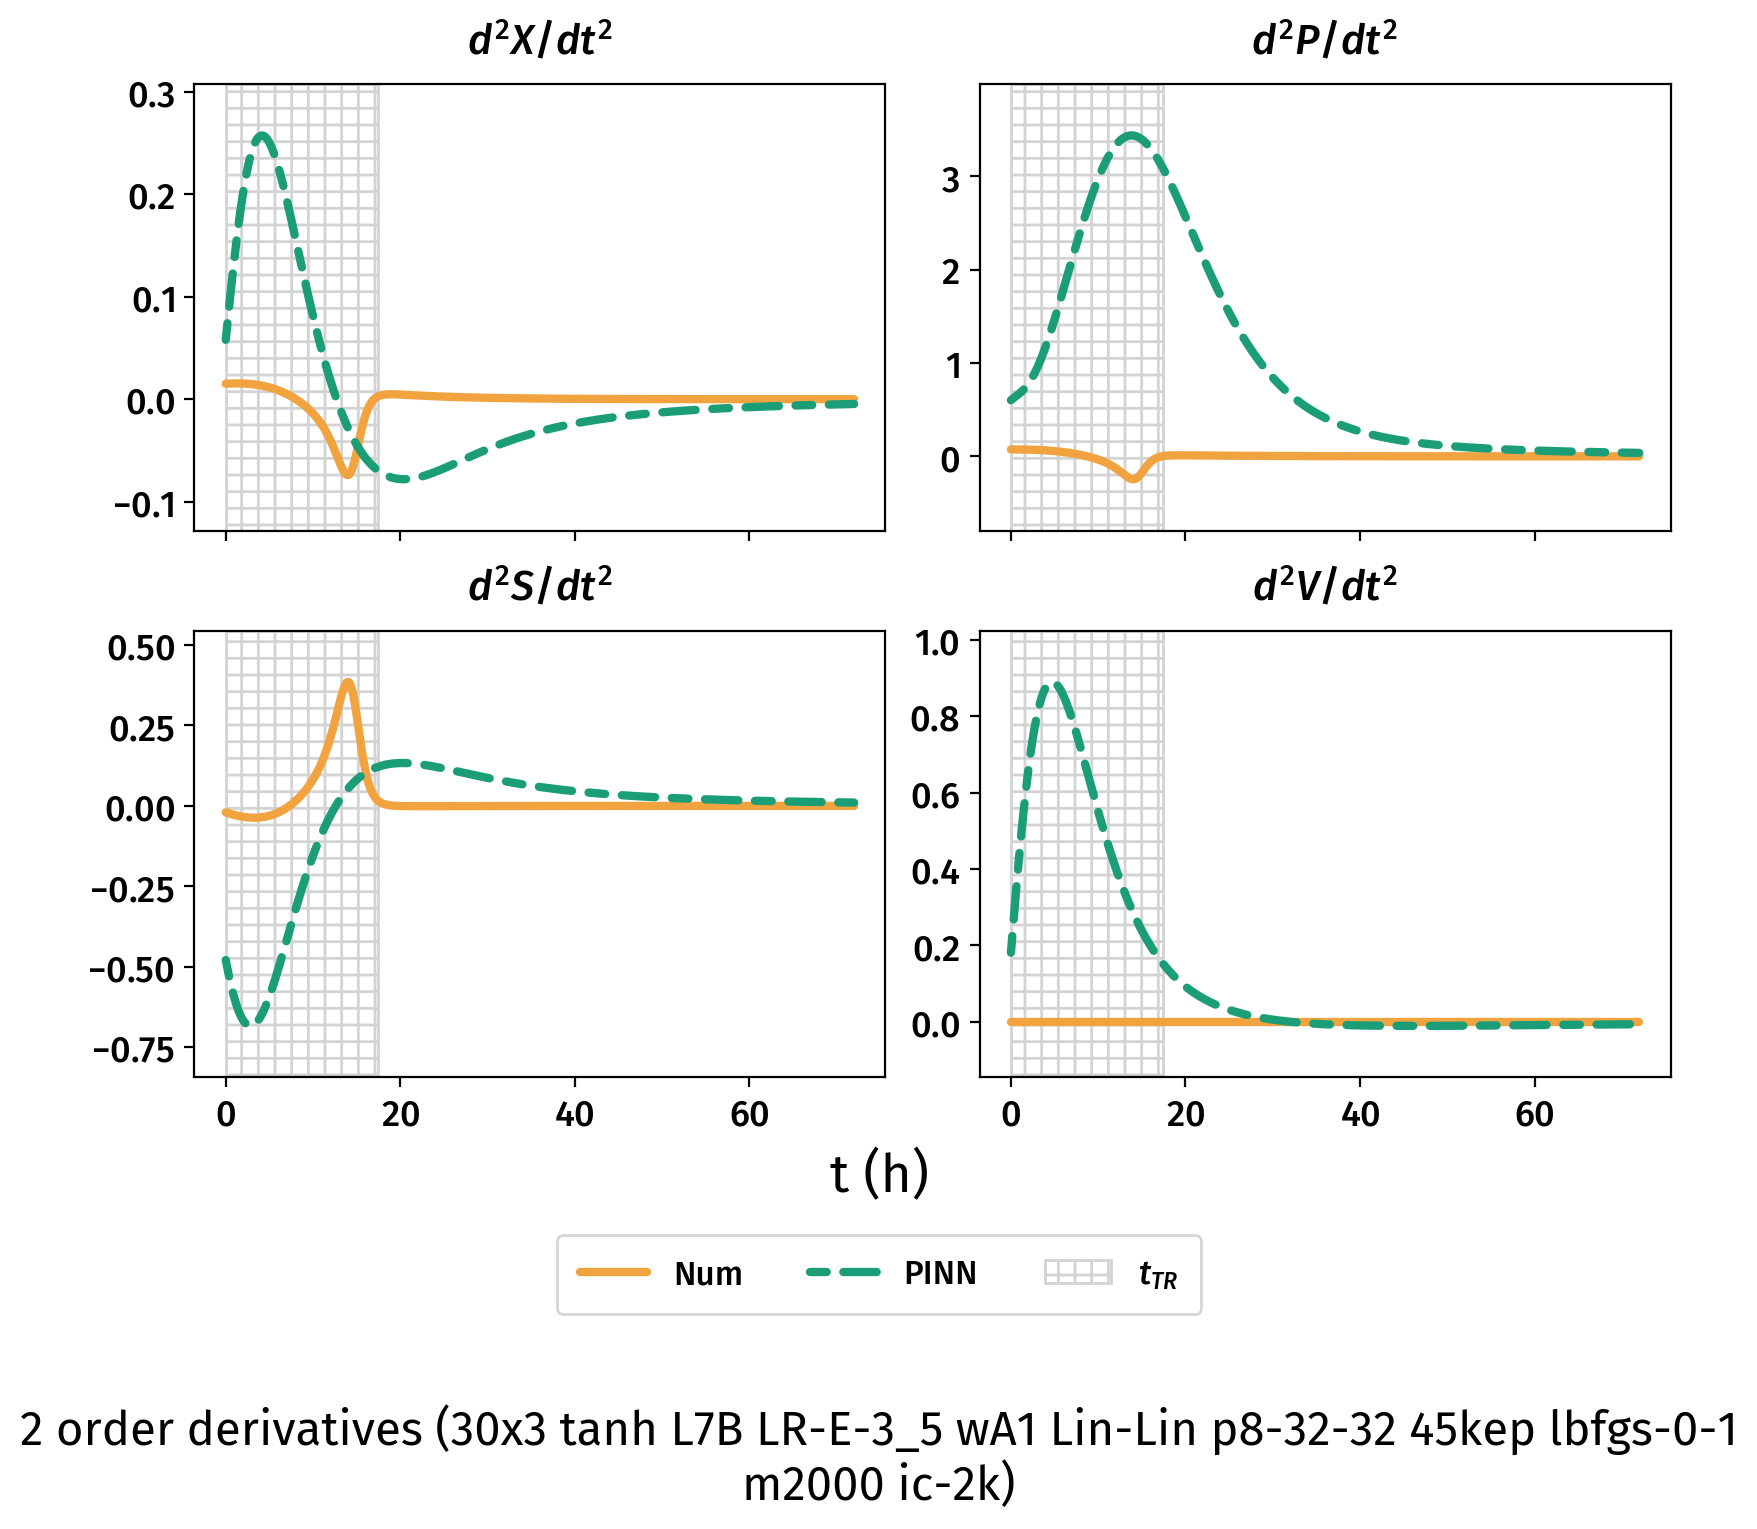 d²X/dt²
d²P/dt²
0.3
0.2
0.1
0.0
−0.1
3
2
1
0
d²S/dt²
d²V/dt²
0.50
0.25
0.00
−0.25
−0.50
−0.75
1.0
0.8
0.6
0.4
0.2
0.0
0 20 40 60
0 20 40 60
t (h)
Num PINN t_TR
2 order derivatives (30x3 tanh L7B LR-E-3_5 wA1 Lin-Lin p8-32-32 45kep lbfgs-0-1
m2000 ic-2k)